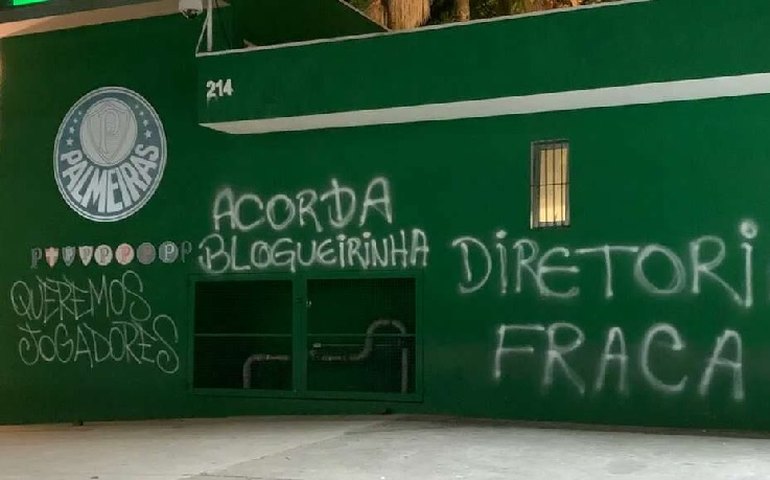 214
P
PALMEIRAS
ACORDA
BLOGUEIRINHA
QUEREMOS
JOGADORES
DIRETORI
FRACA